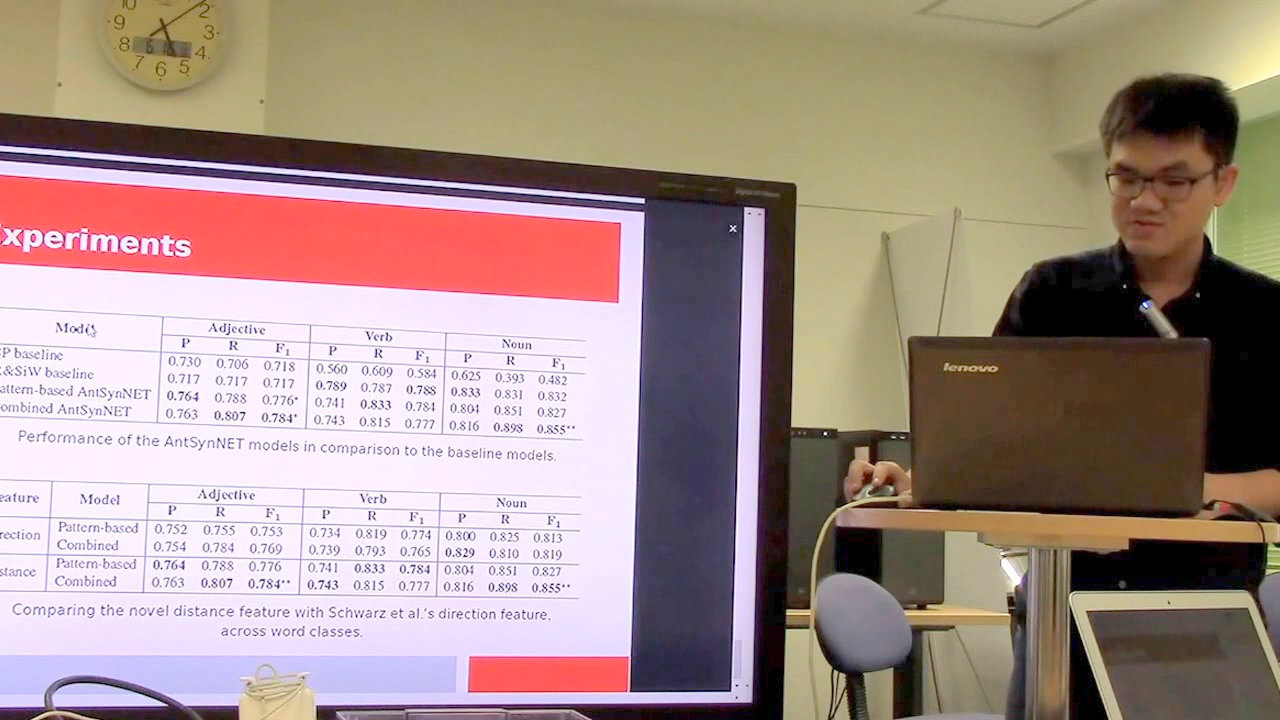 10 2
9 3
8 4
7 6 5
xperiments
Model Adjective Verb Noun
P R F1 P R F1 P R F1
P baseline 0.730 0.706 0.718 0.560 0.609 0.584 0.625 0.393 0.482
&SiW baseline 0.717 0.717 0.717 0.789 0.787 0.788 0.833 0.831 0.832
attern-based AntSynNET 0.764 0.788 0.776* 0.741 0.833 0.784 0.804 0.851 0.827
ombined AntSynNET 0.763 0.807 0.784* 0.743 0.815 0.777 0.816 0.898 0.855**
Performance of the AntSynNET models in comparison to the baseline models.
eature Model Adjective Verb Noun
P R F1 P R F1 P R F1
rection Pattern-based 0.752 0.755 0.753 0.734 0.819 0.774 0.800 0.825 0.813
Combined 0.754 0.784 0.769 0.739 0.793 0.765 0.829 0.810 0.819
stance Pattern-based 0.764 0.788 0.776 0.741 0.833 0.784 0.804 0.851 0.827
Combined 0.763 0.807 0.784** 0.743 0.815 0.777 0.816 0.898 0.855**
Comparing the novel distance feature with Schwarz et al.'s direction feature,
across word classes.
lenovo